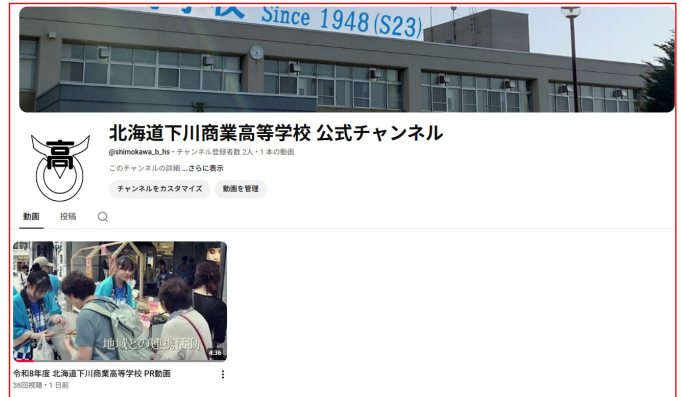 学校 Since 1948 (S23)
北海道下川商業高等学校 公式チャンネル
高
@shimokawa_b_hs・チャンネル登録者数 2人・1 本の動画
このチャンネルの詳細 ...さらに表示
チャンネルをカスタマイズ 動画を管理
動画 投稿
地域との連携活動
4:36
令和8年度 北海道下川商業高等学校 PR動画
38回視聴・1 日前